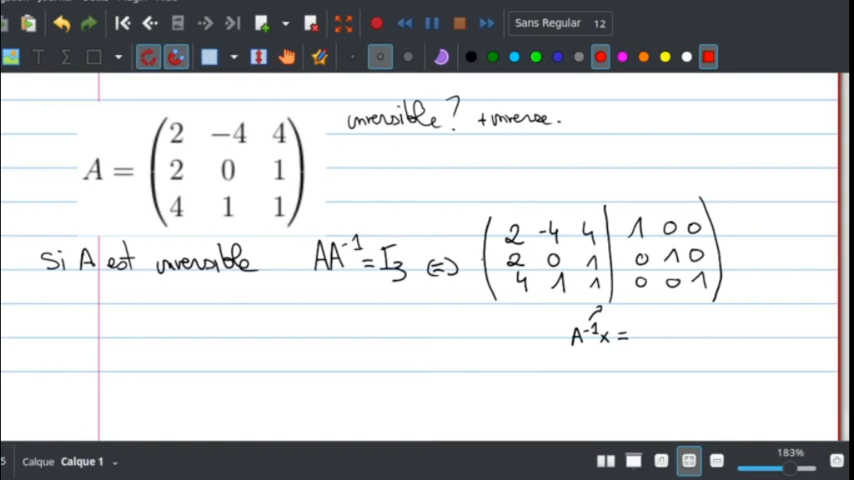 Sans Regular 12
A = (2 −4 4
2 0 1
4 1 1)
inversible? + inverse.
Si A est inversible AA⁻¹ = I₃ ⇔ (2 -4 4 | 1 0 0
2 0 1 | 0 1 0
4 1 1 | 0 0 1)
A⁻¹x =
5 Calque Calque 1 183%